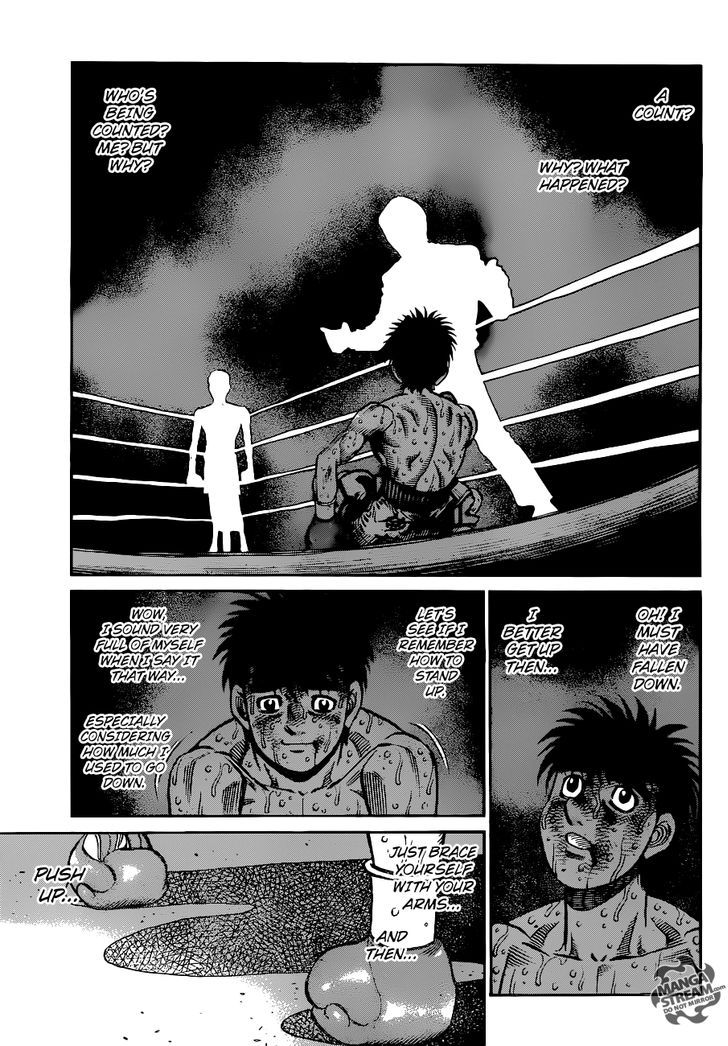 A
COUNT?
WHY? WHAT
HAPPENED?
WHO'S
BEING
COUNTED?
ME? BUT
WHY?
OH! I
MUST
HAVE
FALLEN
DOWN.
I
BETTER
GET UP
THEN...
LET'S
SEE IF I
REMEMBER
HOW TO
STAND
UP.
WOW,
I SOUND VERY
FULL OF MYSELF
WHEN I SAY IT
THAT WAY...
ESPECIALLY
CONSIDERING
HOW MUCH I
USED TO GO
DOWN.
JUST BRACE
YOURSELF
WITH YOUR
ARMS...
AND
THEN...
PUSH
UP...
MANGA
STREAM.com
DO NOT MIRROR